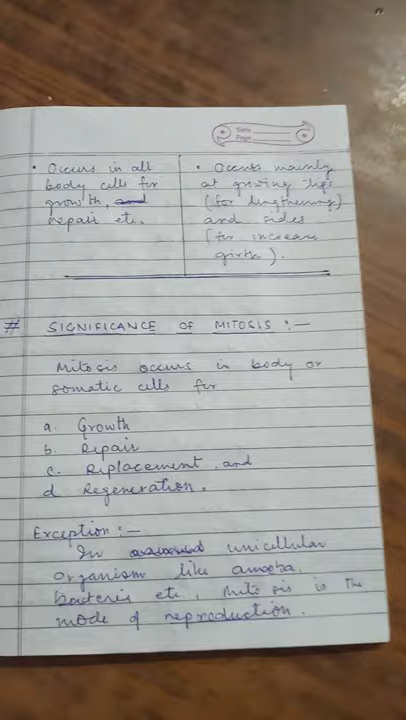 Date
Page
• Occurs in all
body cells for
growth, and
repair etc.
• Occurs mainly
at growing tips
(for lengthening)
and sides
(for increase
girth).
# SIGNIFICANCE OF MITOSIS :—
Mitosis occurs in body or
somatic cells for
a. Growth
b. Repair
c. Replacement, and
d Regeneration.
Exception :—
In unicellular
organism like amoeba,
bacteris etc, Mitosis is the
mode of reproduction.